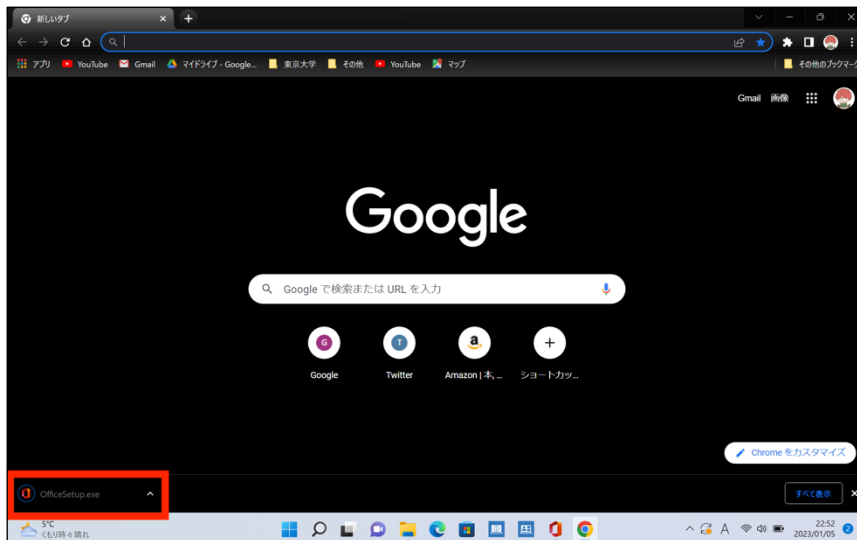 新しいタブ
アプリ YouTube Gmail マイドライブ - Google... 東京大学 その他 YouTube マップ その他のブックマーク
Gmail 画像
Google
Google で検索または URL を入力
G T a
Google Twitter Amazon | 本, ... ショートカッ...
Chrome をカスタマイズ
OfficeSetup.exe すべて表示
5°C
くもり時々晴れ
A 22:52
2023/01/05 2